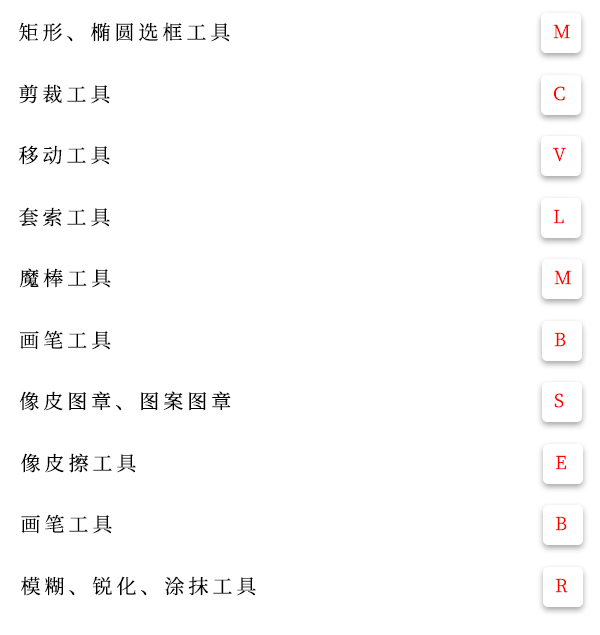 矩形、椭圆选框工具 M
剪裁工具 C
移动工具 V
套索工具 L
魔棒工具 M
画笔工具 B
像皮图章、图案图章 S
像皮擦工具 E
画笔工具 B
模糊、锐化、涂抹工具 R